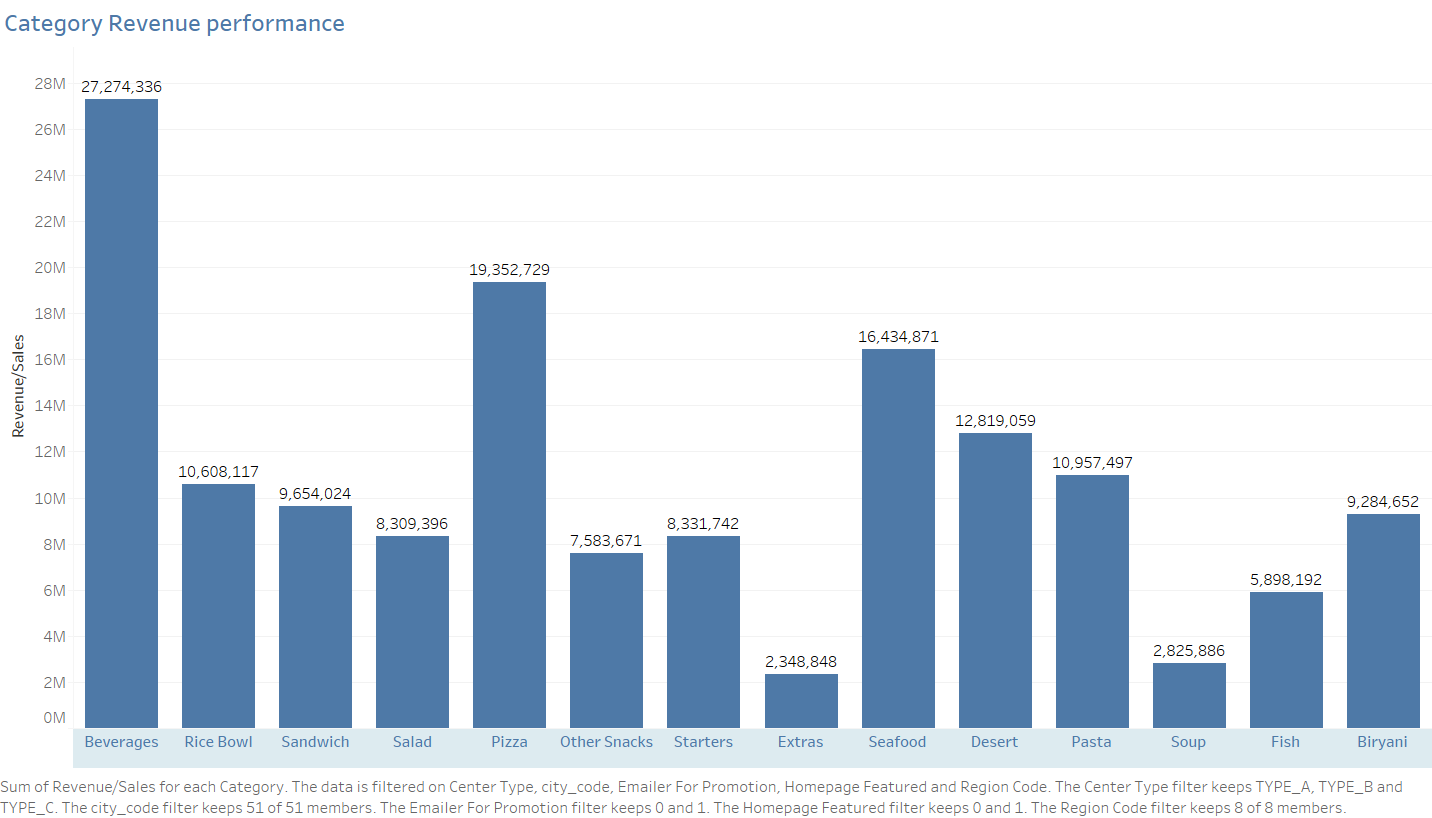 Category Revenue performance
28M
26M
24M
22M
20M
18M
16M
14M
12M
10M
8M
6M
4M
2M
0M
Revenue/Sales
27,274,336
10,608,117
9,654,024
8,309,396
19,352,729
7,583,671
8,331,742
2,348,848
16,434,871
12,819,059
10,957,497
2,825,886
5,898,192
9,284,652
Beverages
Rice Bowl
Sandwich
Salad
Pizza
Other Snacks
Starters
Extras
Seafood
Desert
Pasta
Soup
Fish
Biryani
Sum of Revenue/Sales for each Category. The data is filtered on Center Type, city_code, Emailer For Promotion, Homepage Featured and Region Code. The Center Type filter keeps TYPE_A, TYPE_B and
TYPE_C. The city_code filter keeps 51 of 51 members. The Emailer For Promotion filter keeps 0 and 1. The Homepage Featured filter keeps 0 and 1. The Region Code filter keeps 8 of 8 members.